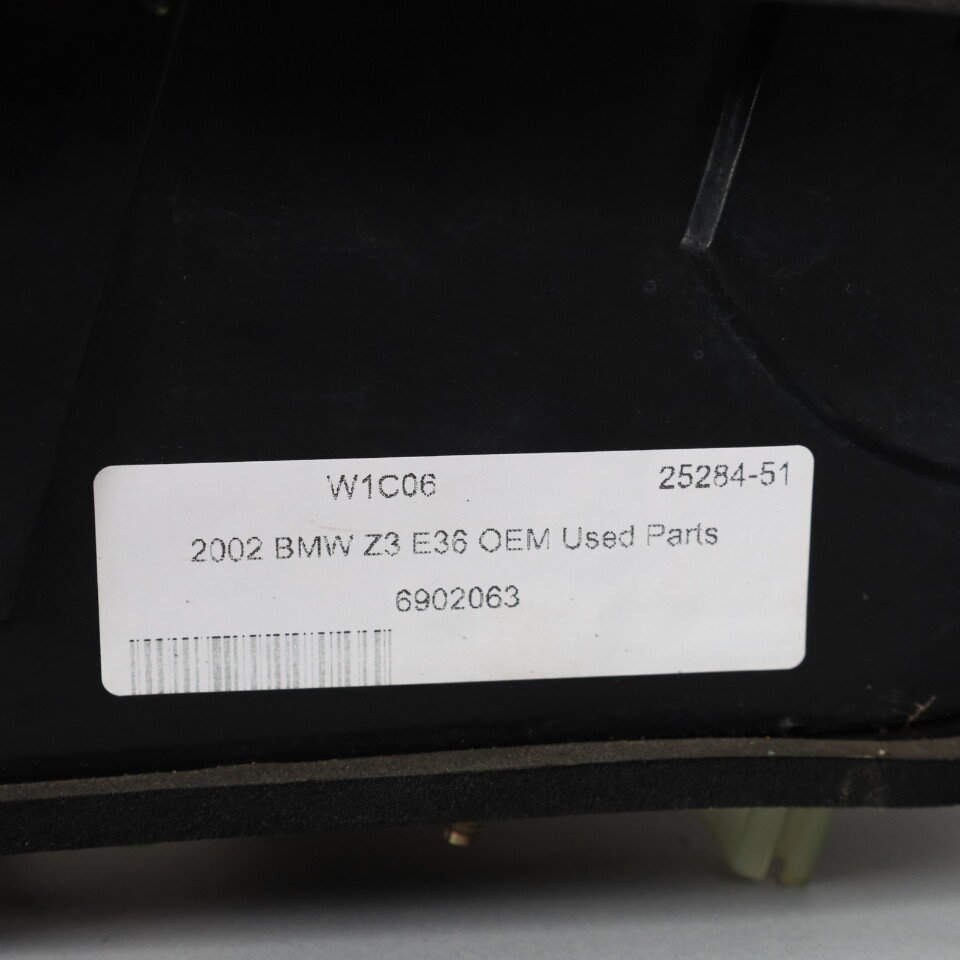 W1C06 25284-51
2002 BMW Z3 E36 OEM Used Parts
6902063